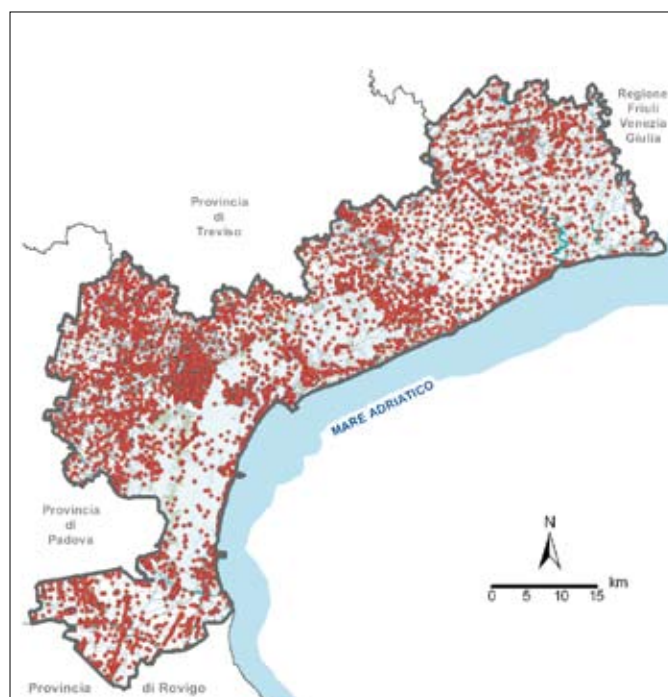 Regione
Friuli
Venezia
Giulia
Provincia
di
Treviso
MARE ADRIATICO
Provincia
di
Padova
N
km
0 5 10 15
Provincia di Rovigo